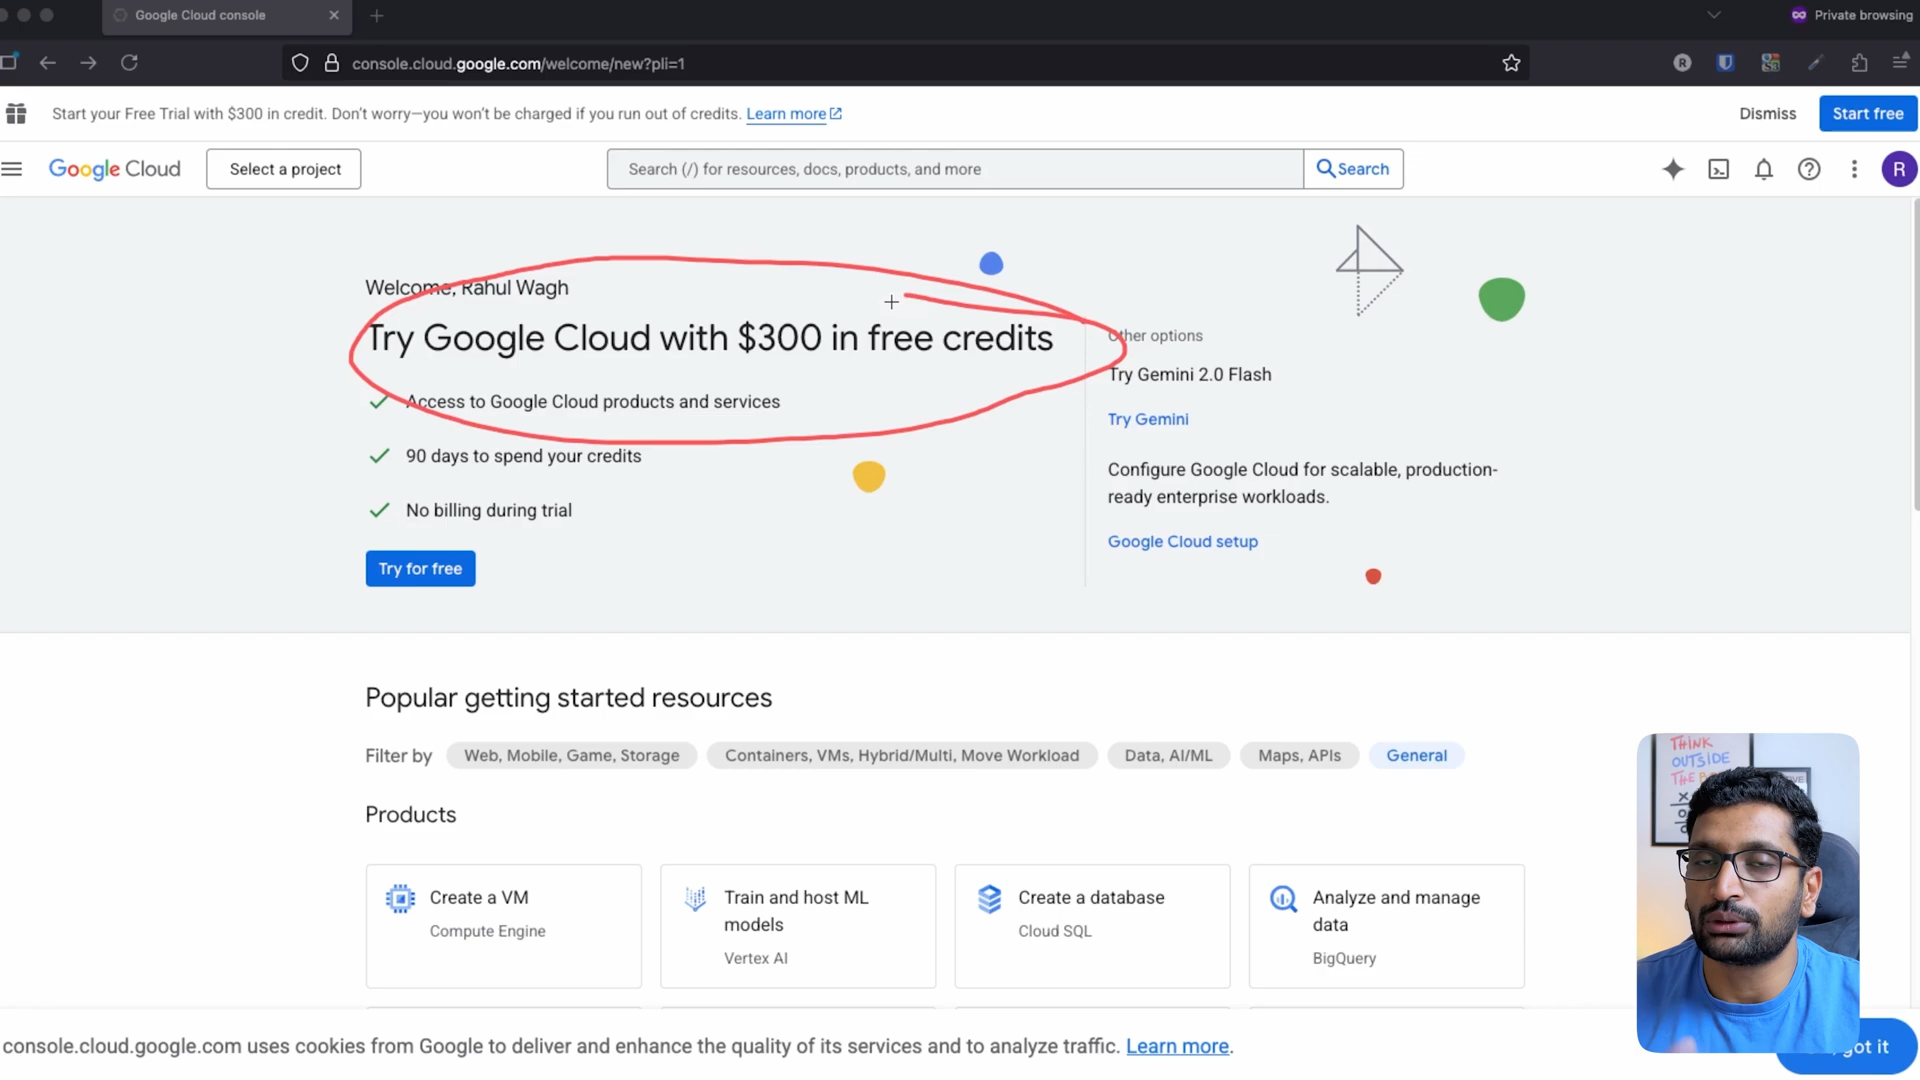 Google Cloud console
Private browsing
console.cloud.google.com/welcome/new?pli=1
Start your Free Trial with $300 in credit. Don't worry—you won't be charged if you run out of credits. Learn more
Dismiss
Start free
Google Cloud
Select a project
Search (/) for resources, docs, products, and more
Search
R
Welcome, Rahul Wagh
Try Google Cloud with $300 in free credits
Access to Google Cloud products and services
90 days to spend your credits
No billing during trial
Try for free
Other options
Try Gemini 2.0 Flash
Try Gemini
Configure Google Cloud for scalable, production-
ready enterprise workloads.
Google Cloud setup
Popular getting started resources
Filter by
Web, Mobile, Game, Storage
Containers, VMs, Hybrid/Multi, Move Workload
Data, AI/ML
Maps, APIs
General
Products
Create a VM
Compute Engine
Train and host ML
models
Vertex AI
Create a database
Cloud SQL
Analyze and manage
data
BigQuery
THINK
OUTSIDE
THE
console.cloud.google.com uses cookies from Google to deliver and enhance the quality of its services and to analyze traffic. Learn more.
got it